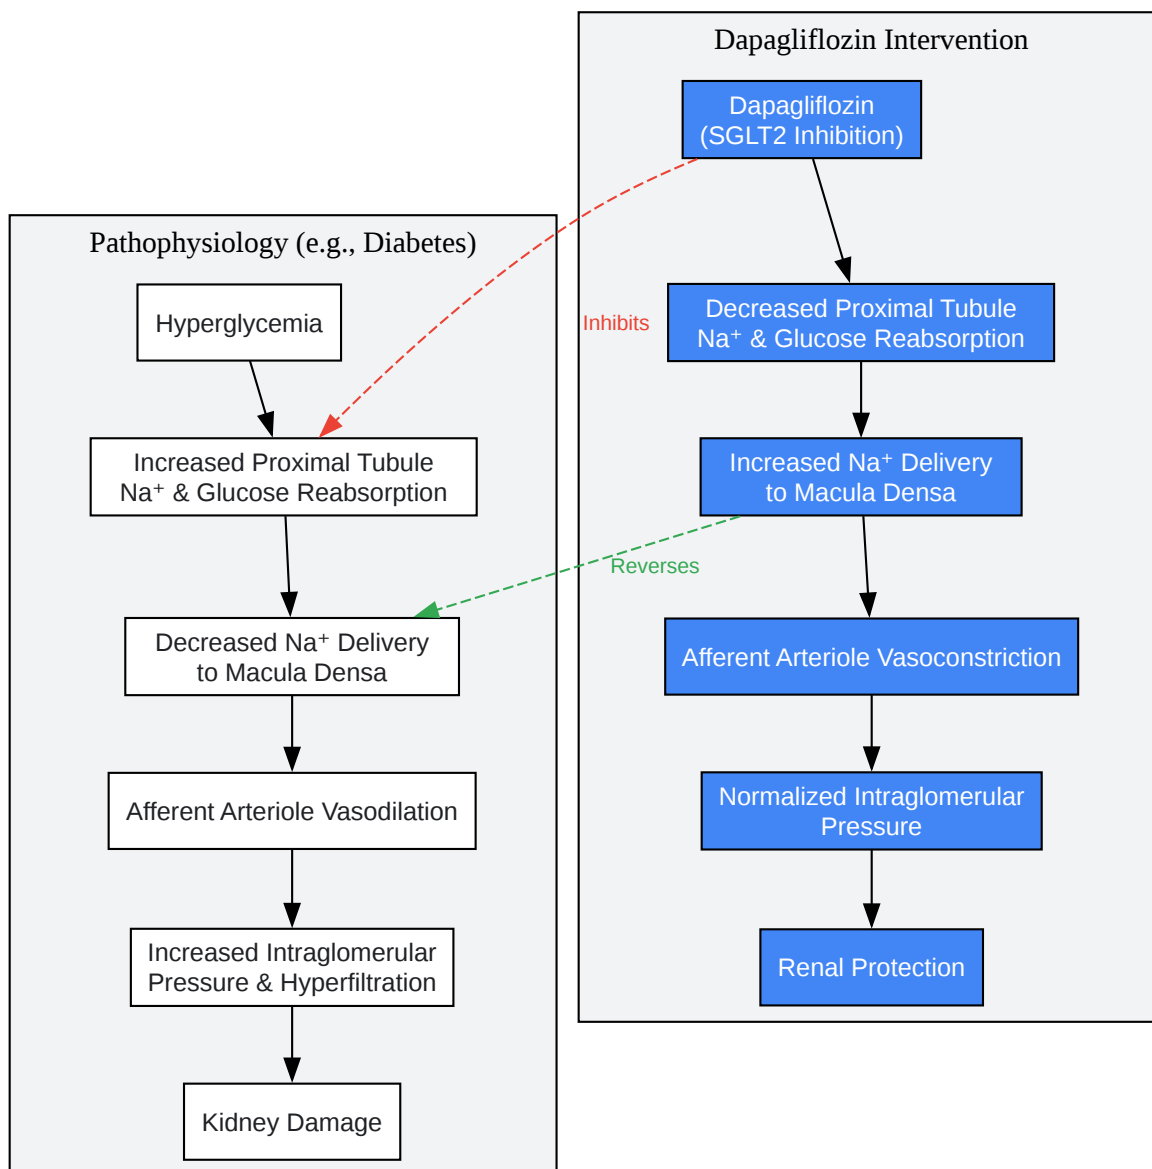 Dapagliflozin Intervention
Dapagliflozin
(SGLT2 Inhibition)
Decreased Proximal Tubule
Na⁺ & Glucose Reabsorption
Increased Na⁺ Delivery
to Macula Densa
Afferent Arteriole Vasoconstriction
Normalized Intraglomerular
Pressure
Renal Protection
Inhibits
Reverses
Pathophysiology (e.g., Diabetes)
Hyperglycemia
Increased Proximal Tubule
Na⁺ & Glucose Reabsorption
Decreased Na⁺ Delivery
to Macula Densa
Afferent Arteriole Vasodilation
Increased Intraglomerular
Pressure & Hyperfiltration
Kidney Damage